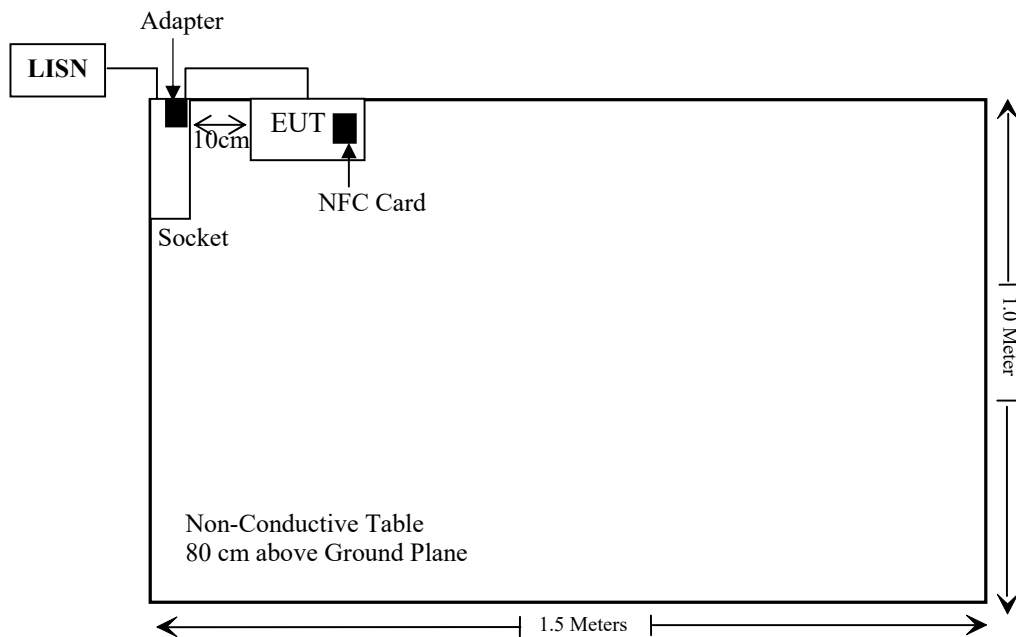 Adapter
LISN
EUT
10cm
NFC Card
Socket
1.0 Meter
Non-Conductive Table
80 cm above Ground Plane
1.5 Meters